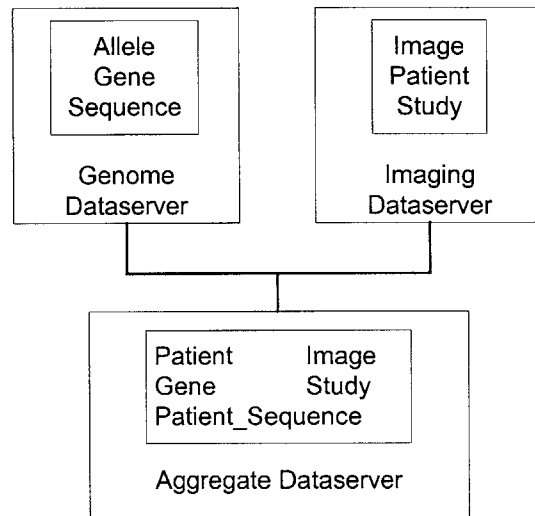 Allele
Gene
Sequence
Genome
Dataserver
Image
Patient
Study
Imaging
Dataserver
Patient Image
Gene Study
Patient_Sequence
Aggregate Dataserver